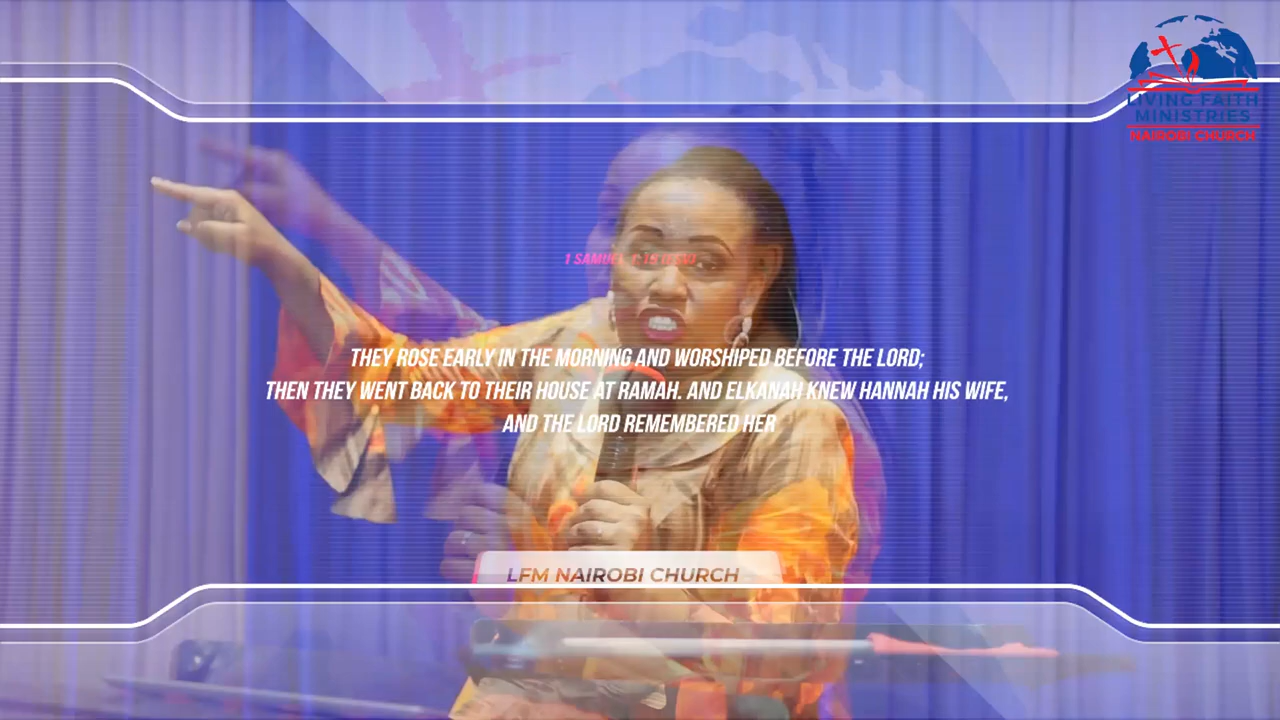 LIVING FAITH
MINISTRIES
NAIROBI CHURCH
1 SAMUEL
THEY ROSE EARLY IN THE MORNING AND WORSHIPED BEFORE THE LORD;
THEN THEY WENT BACK TO THEIR HOUSE AT RAMAH. AND ELKANAH KNEW HANNAH HIS WIFE,
AND THE LORD REMEMBERED HER
LFM NAIROBI CHURCH